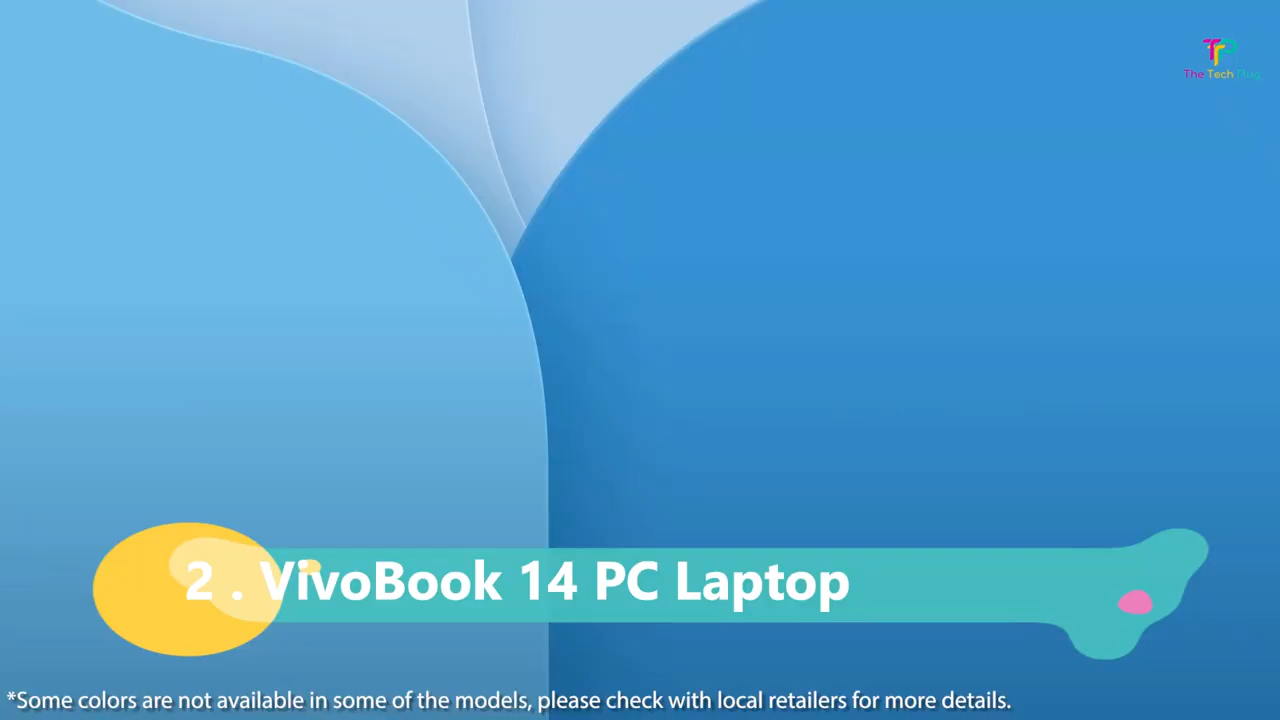 The Tech Plug
2 . VivoBook 14 PC Laptop
*Some colors are not available in some of the models, please check with local retailers for more details.